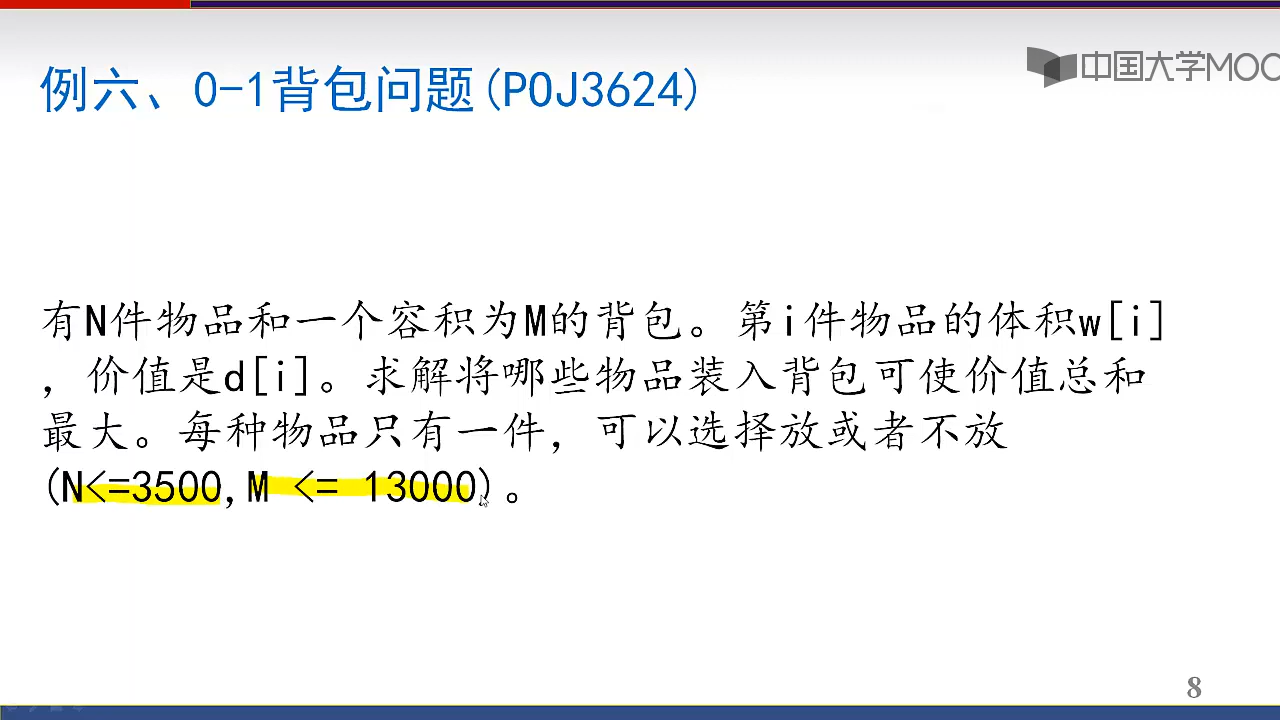 例六、0-1背包问题(POJ3624)
中国大学MOO
有N件物品和一个容积为M的背包。第i件物品的体积w[i]
，价值是d[i]。求解将哪些物品装入背包可使价值总和
最大。每种物品只有一件，可以选择放或者不放
(N<=3500,M <= 13000)。
8